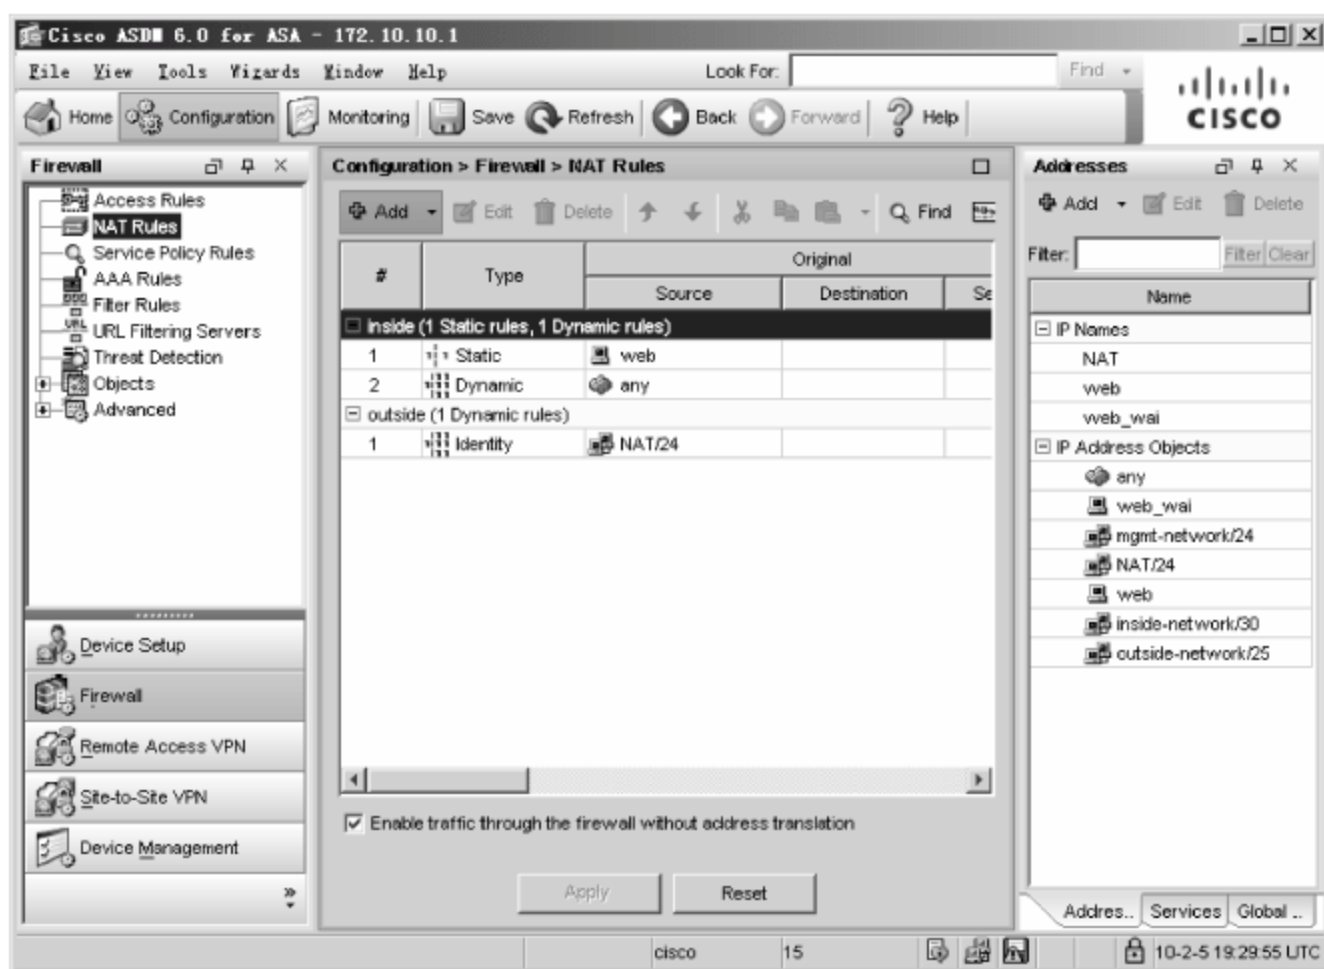 Cisco ASDM 6.0 for ASA - 172.10.10.1
File View Tools Wizards Window Help Look For: Find
Home Configuration Monitoring Save Refresh Back Forward Help
CISCO
Firewall
Access Rules
NAT Rules
Service Policy Rules
AAA Rules
Filter Rules
URL Filtering Servers
Threat Detection
Objects
Advanced
Device Setup
Firewall
Remote Access VPN
Site-to-Site VPN
Device Management
Configuration > Firewall > NAT Rules
Add Edit Delete Find
# Type Original
Source Destination Se
inside (1 Static rules, 1 Dynamic rules)
1 Static web
2 Dynamic any
outside (1 Dynamic rules)
1 Identity NAT/24
Enable traffic through the firewall without address translation
Apply Reset
Addresses
Add Edit Delete
Filter: Filter Clear
Name
IP Names
NAT
web
web_wai
IP Address Objects
any
web_wai
mgmt-network/24
NAT/24
web
inside-network/30
outside-network/25
Addres.. Services Global ..
cisco 15 10-2-5 19:29:55 UTC